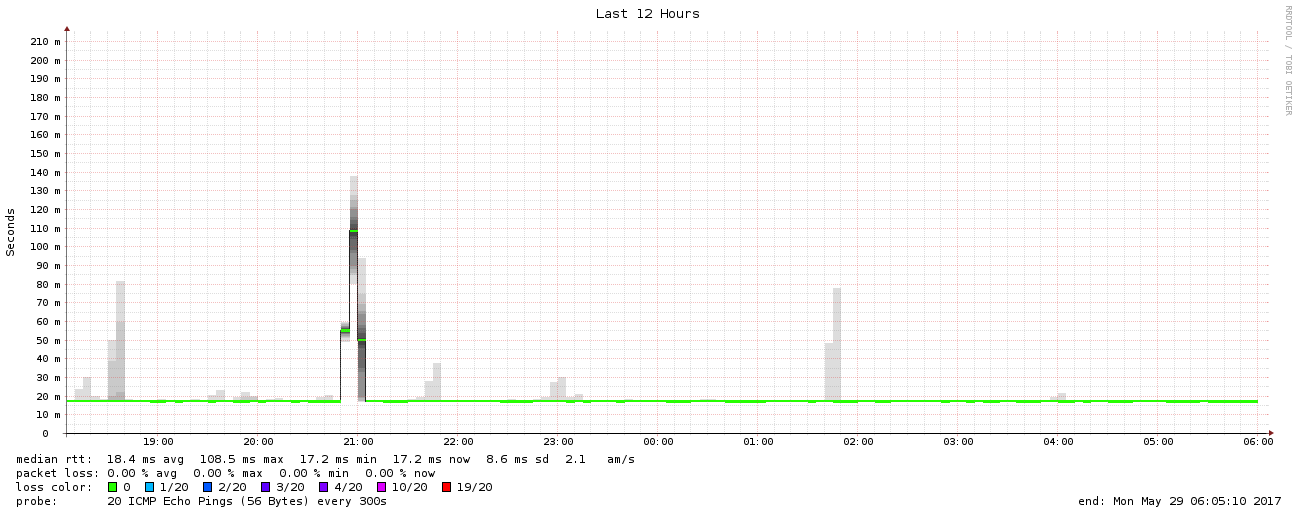 Last 12 Hours
RRDTOOL / TOBI OETIKER
Seconds
210 m
200 m
190 m
180 m
170 m
160 m
150 m
140 m
130 m
120 m
110 m
100 m
90 m
80 m
70 m
60 m
50 m
40 m
30 m
20 m
10 m
0
19:00 20:00 21:00 22:00 23:00 00:00 01:00 02:00 03:00 04:00 05:00 06:00
median rtt: 18.4 ms avg 108.5 ms max 17.2 ms min 17.2 ms now 8.6 ms sd 2.1 am/s
packet loss: 0.00 % avg 0.00 % max 0.00 % min 0.00 % now
loss color: 0 1/20 2/20 3/20 4/20 10/20 19/20
probe: 20 ICMP Echo Pings (56 Bytes) every 300s end: Mon May 29 06:05:10 2017